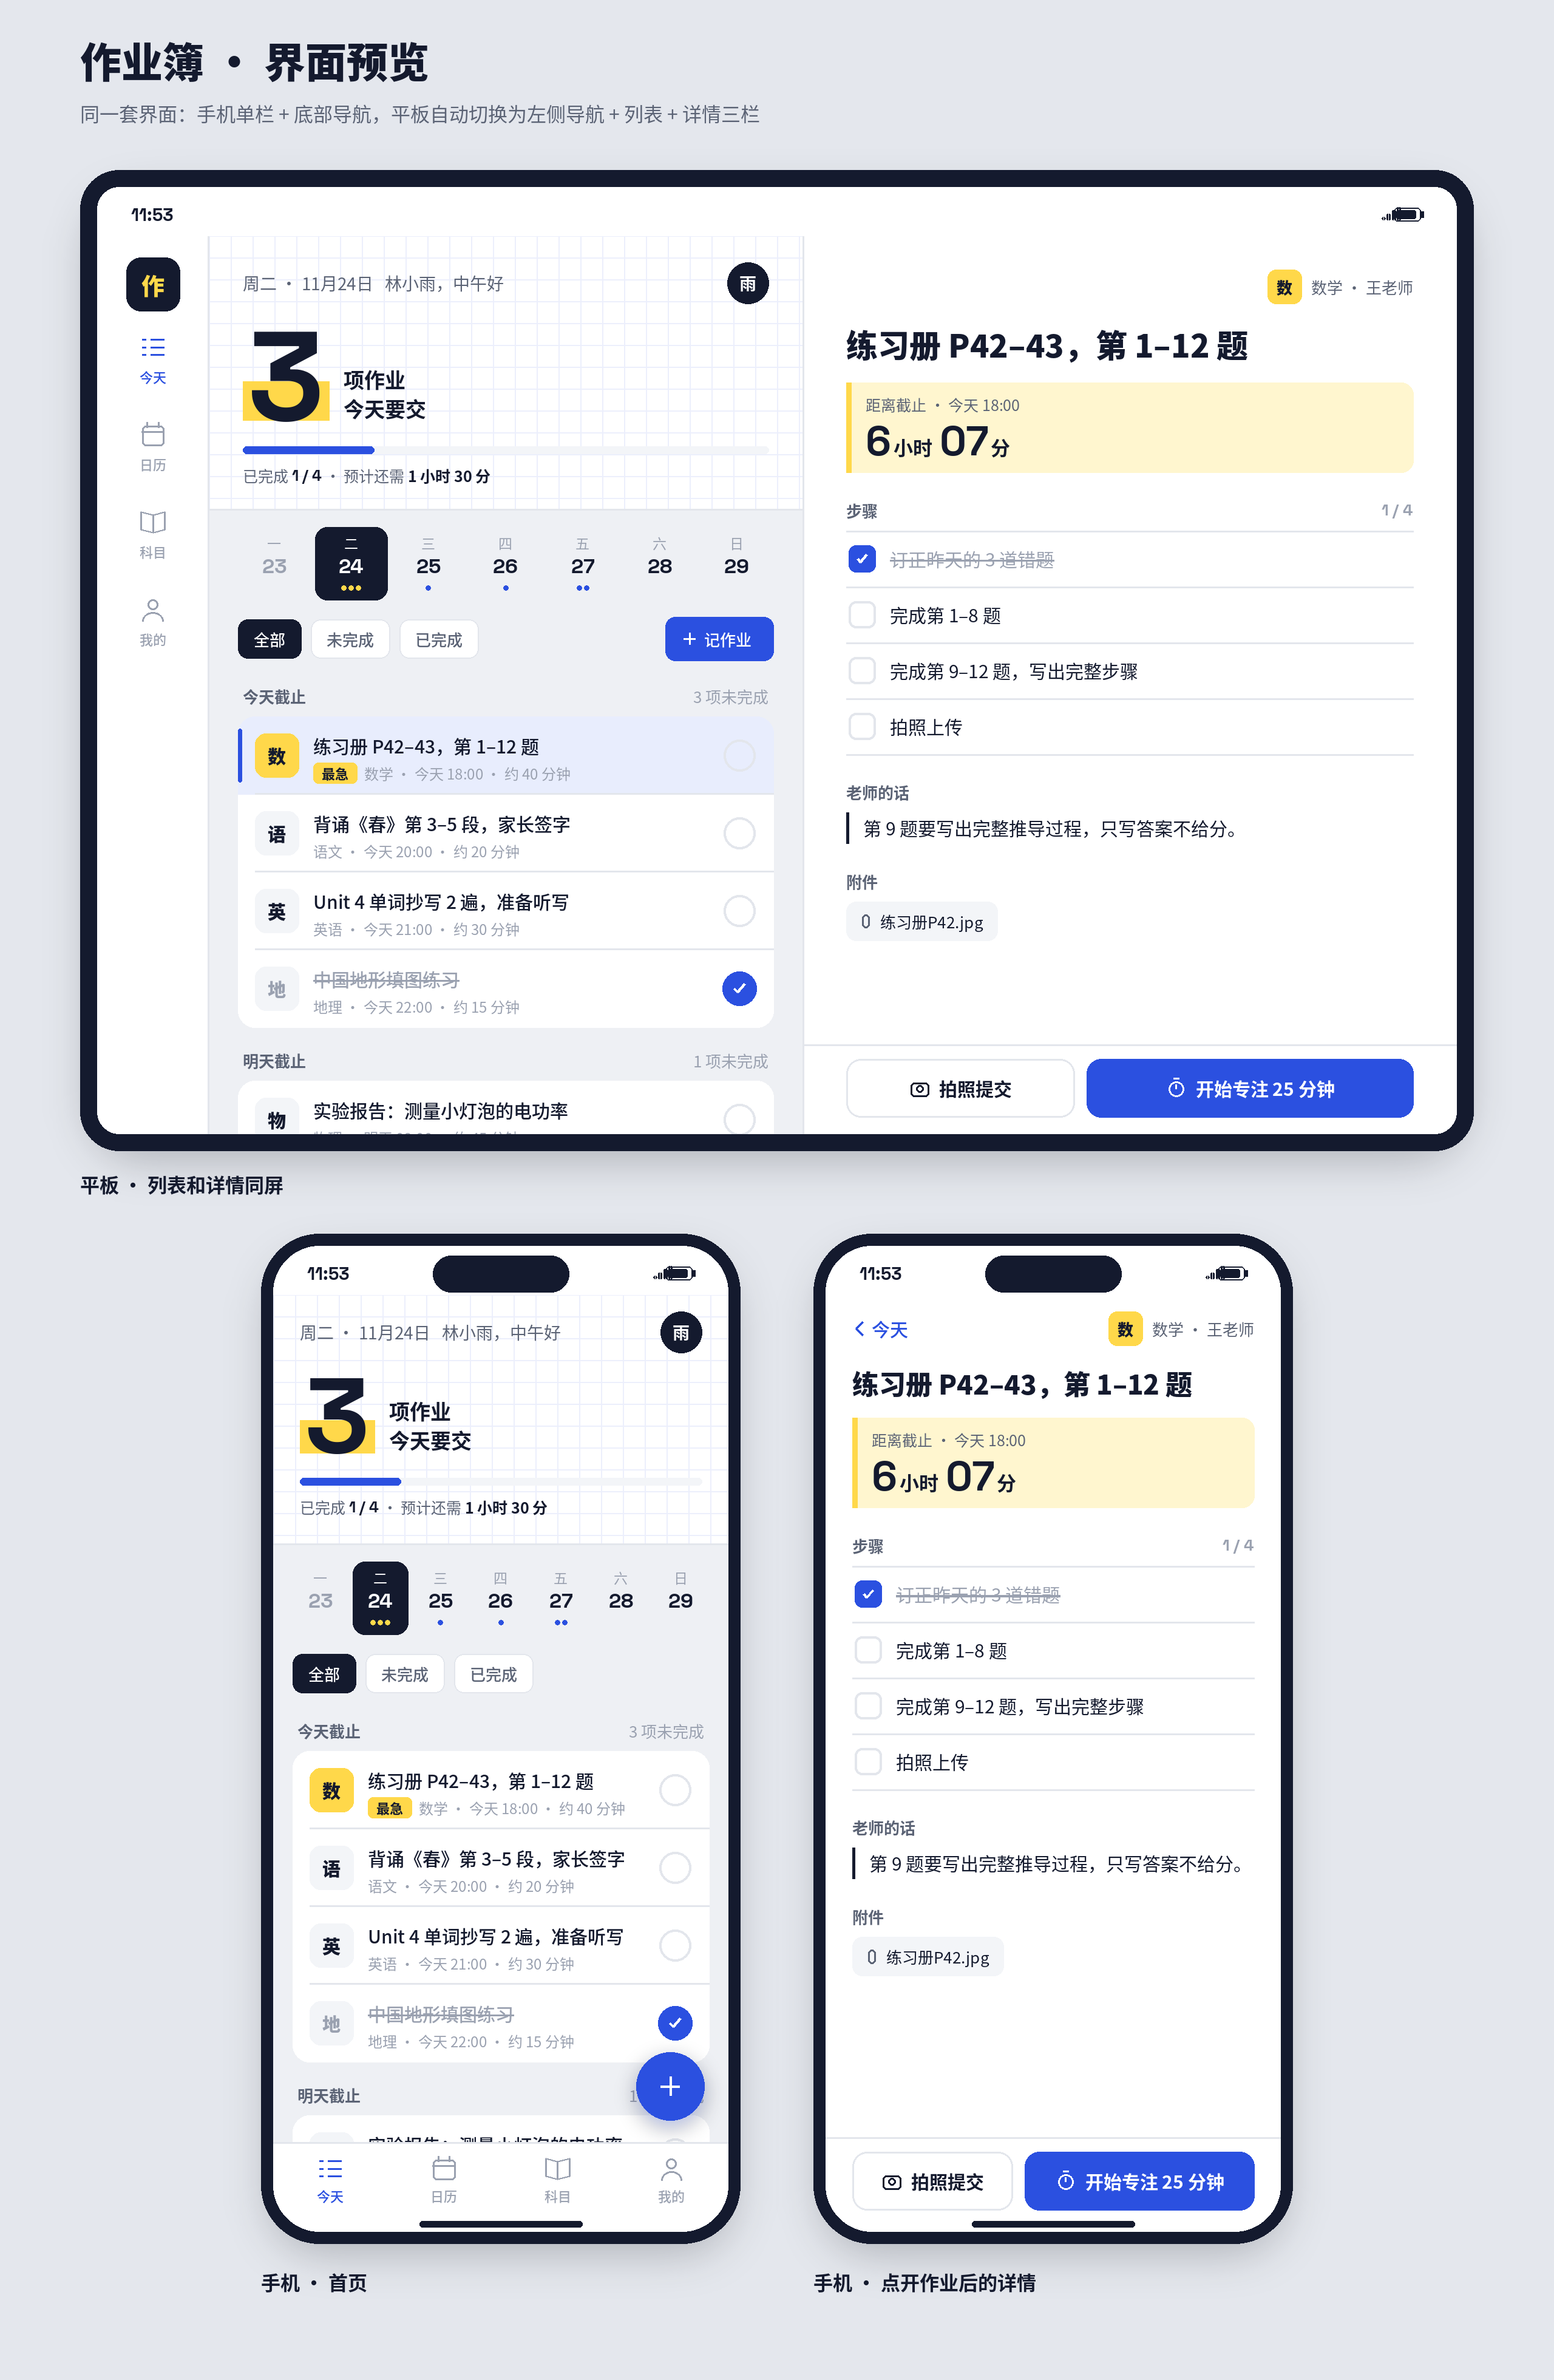 作业簿 · 界面预览
同一套界面：手机单栏 + 底部导航，平板自动切换为左侧导航 + 列表 + 详情三栏
11:53
作
今天
日历
科目
我的
周二 · 11月24日 林小雨，中午好
雨
3
项作业
今天要交
已完成 1 / 4 · 预计还需 1 小时 30 分
一 二 三 四 五 六 日
23 24 25 26 27 28 29
全部 未完成 已完成
+ 记作业
今天截止 3 项未完成
数 练习册 P42–43，第 1–12 题
最急 数学 · 今天 18:00 · 约 40 分钟
语 背诵《春》第 3–5 段，家长签字
语文 · 今天 20:00 · 约 20 分钟
英 Unit 4 单词抄写 2 遍，准备听写
英语 · 今天 21:00 · 约 30 分钟
地 中国地形填图练习
地理 · 今天 22:00 · 约 15 分钟
明天截止 1 项未完成
物 实验报告：测量小灯泡的电功率
数 数学 · 王老师
练习册 P42–43，第 1–12 题
距离截止 · 今天 18:00
6 小时 07 分
步骤 1 / 4
订正昨天的 3 道错题
完成第 1–8 题
完成第 9–12 题，写出完整步骤
拍照上传
老师的话
第 9 题要写出完整推导过程，只写答案不给分。
附件
练习册P42.jpg
拍照提交
开始专注 25 分钟
平板 · 列表和详情同屏
11:53
周二 · 11月24日 林小雨，中午好
雨
3
项作业
今天要交
已完成 1 / 4 · 预计还需 1 小时 30 分
一 二 三 四 五 六 日
23 24 25 26 27 28 29
全部 未完成 已完成
今天截止 3 项未完成
数 练习册 P42–43，第 1–12 题
最急 数学 · 今天 18:00 · 约 40 分钟
语 背诵《春》第 3–5 段，家长签字
语文 · 今天 20:00 · 约 20 分钟
英 Unit 4 单词抄写 2 遍，准备听写
英语 · 今天 21:00 · 约 30 分钟
地 中国地形填图练习
地理 · 今天 22:00 · 约 15 分钟
明天截止 1
+
今天 日历 科目 我的
手机 · 首页
11:53
今天
数 数学 · 王老师
练习册 P42–43，第 1–12 题
距离截止 · 今天 18:00
6 小时 07 分
步骤 1 / 4
订正昨天的 3 道错题
完成第 1–8 题
完成第 9–12 题，写出完整步骤
拍照上传
老师的话
第 9 题要写出完整推导过程，只写答案不给分。
附件
练习册P42.jpg
拍照提交
开始专注 25 分钟
手机 · 点开作业后的详情